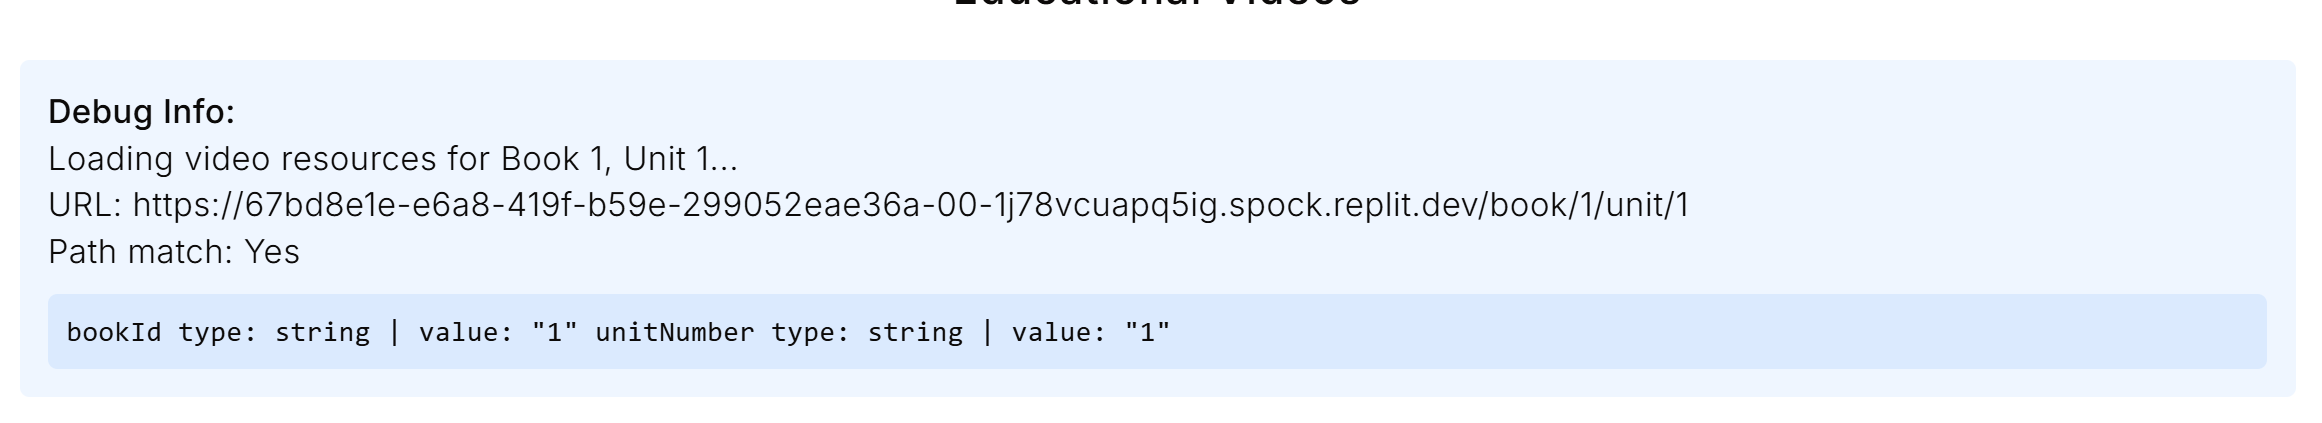 Educational Videos
Debug Info:
Loading video resources for Book 1, Unit 1...
URL: https://67bd8e1e-e6a8-419f-b59e-299052eae36a-00-1j78vcuapq5ig.spock.replit.dev/book/1/unit/1
Path match: Yes
bookId type: string | value: "1" unitNumber type: string | value: "1"